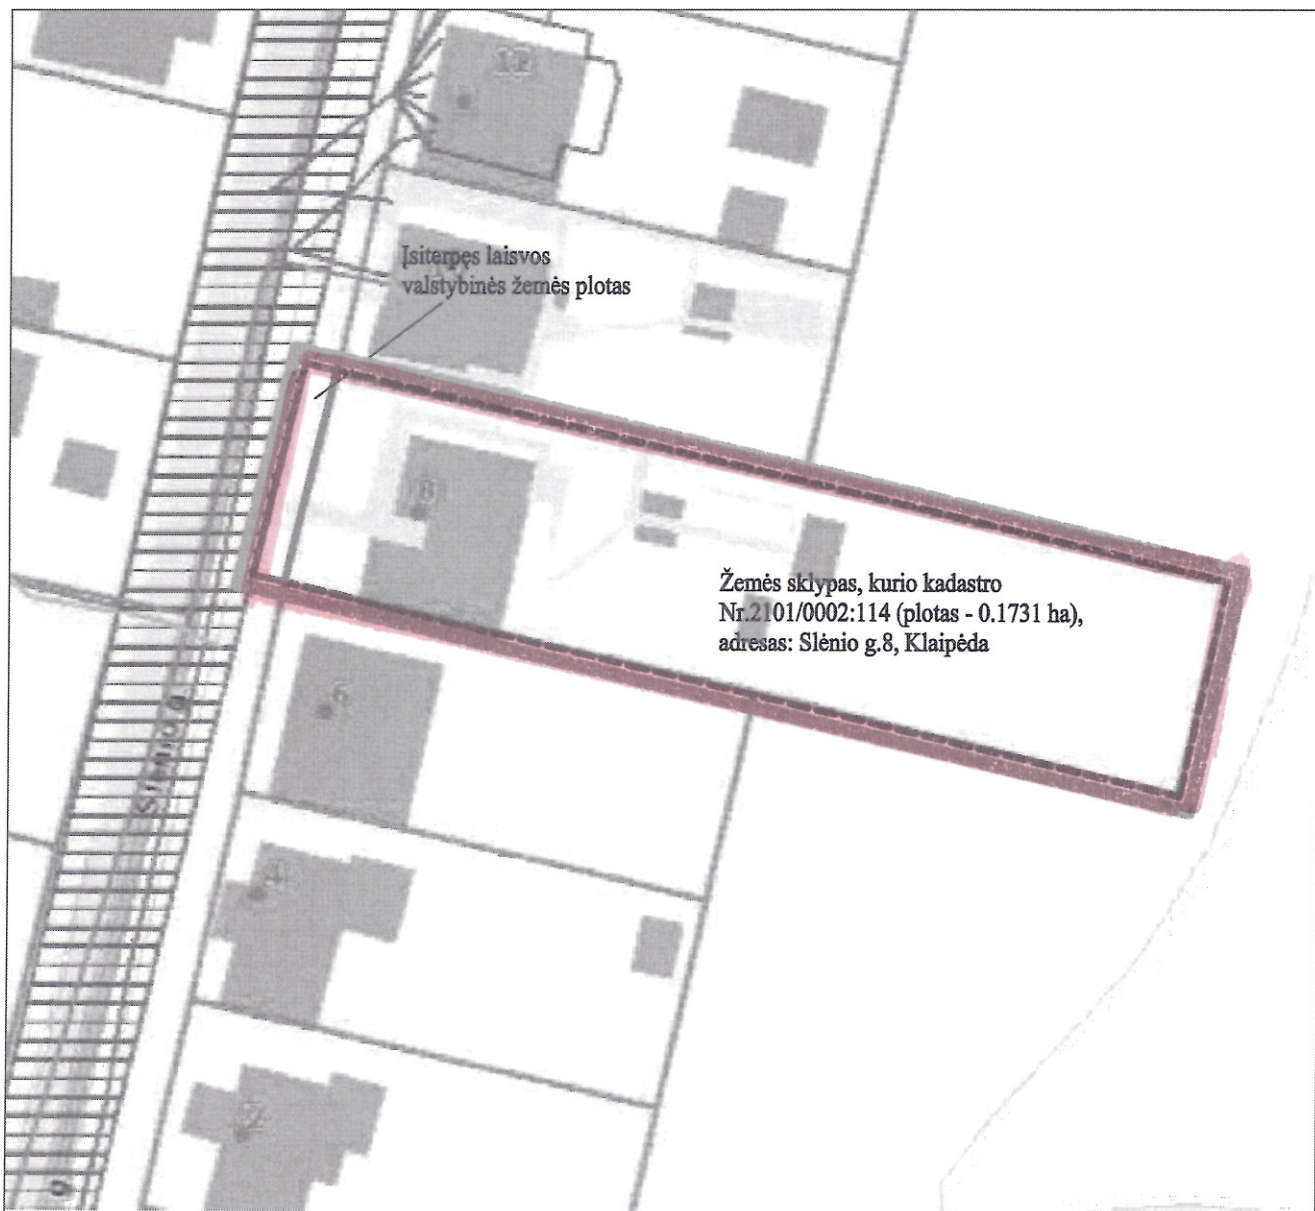 12
Įsiterpęs laisvos
valstybinės žemės plotas
8
Žemės sklypas, kurio kadastro
Nr.2101/0002:114 (plotas - 0.1731 ha),
adresas: Slėnio g.8, Klaipėda
6
Slėnio g.
4
2